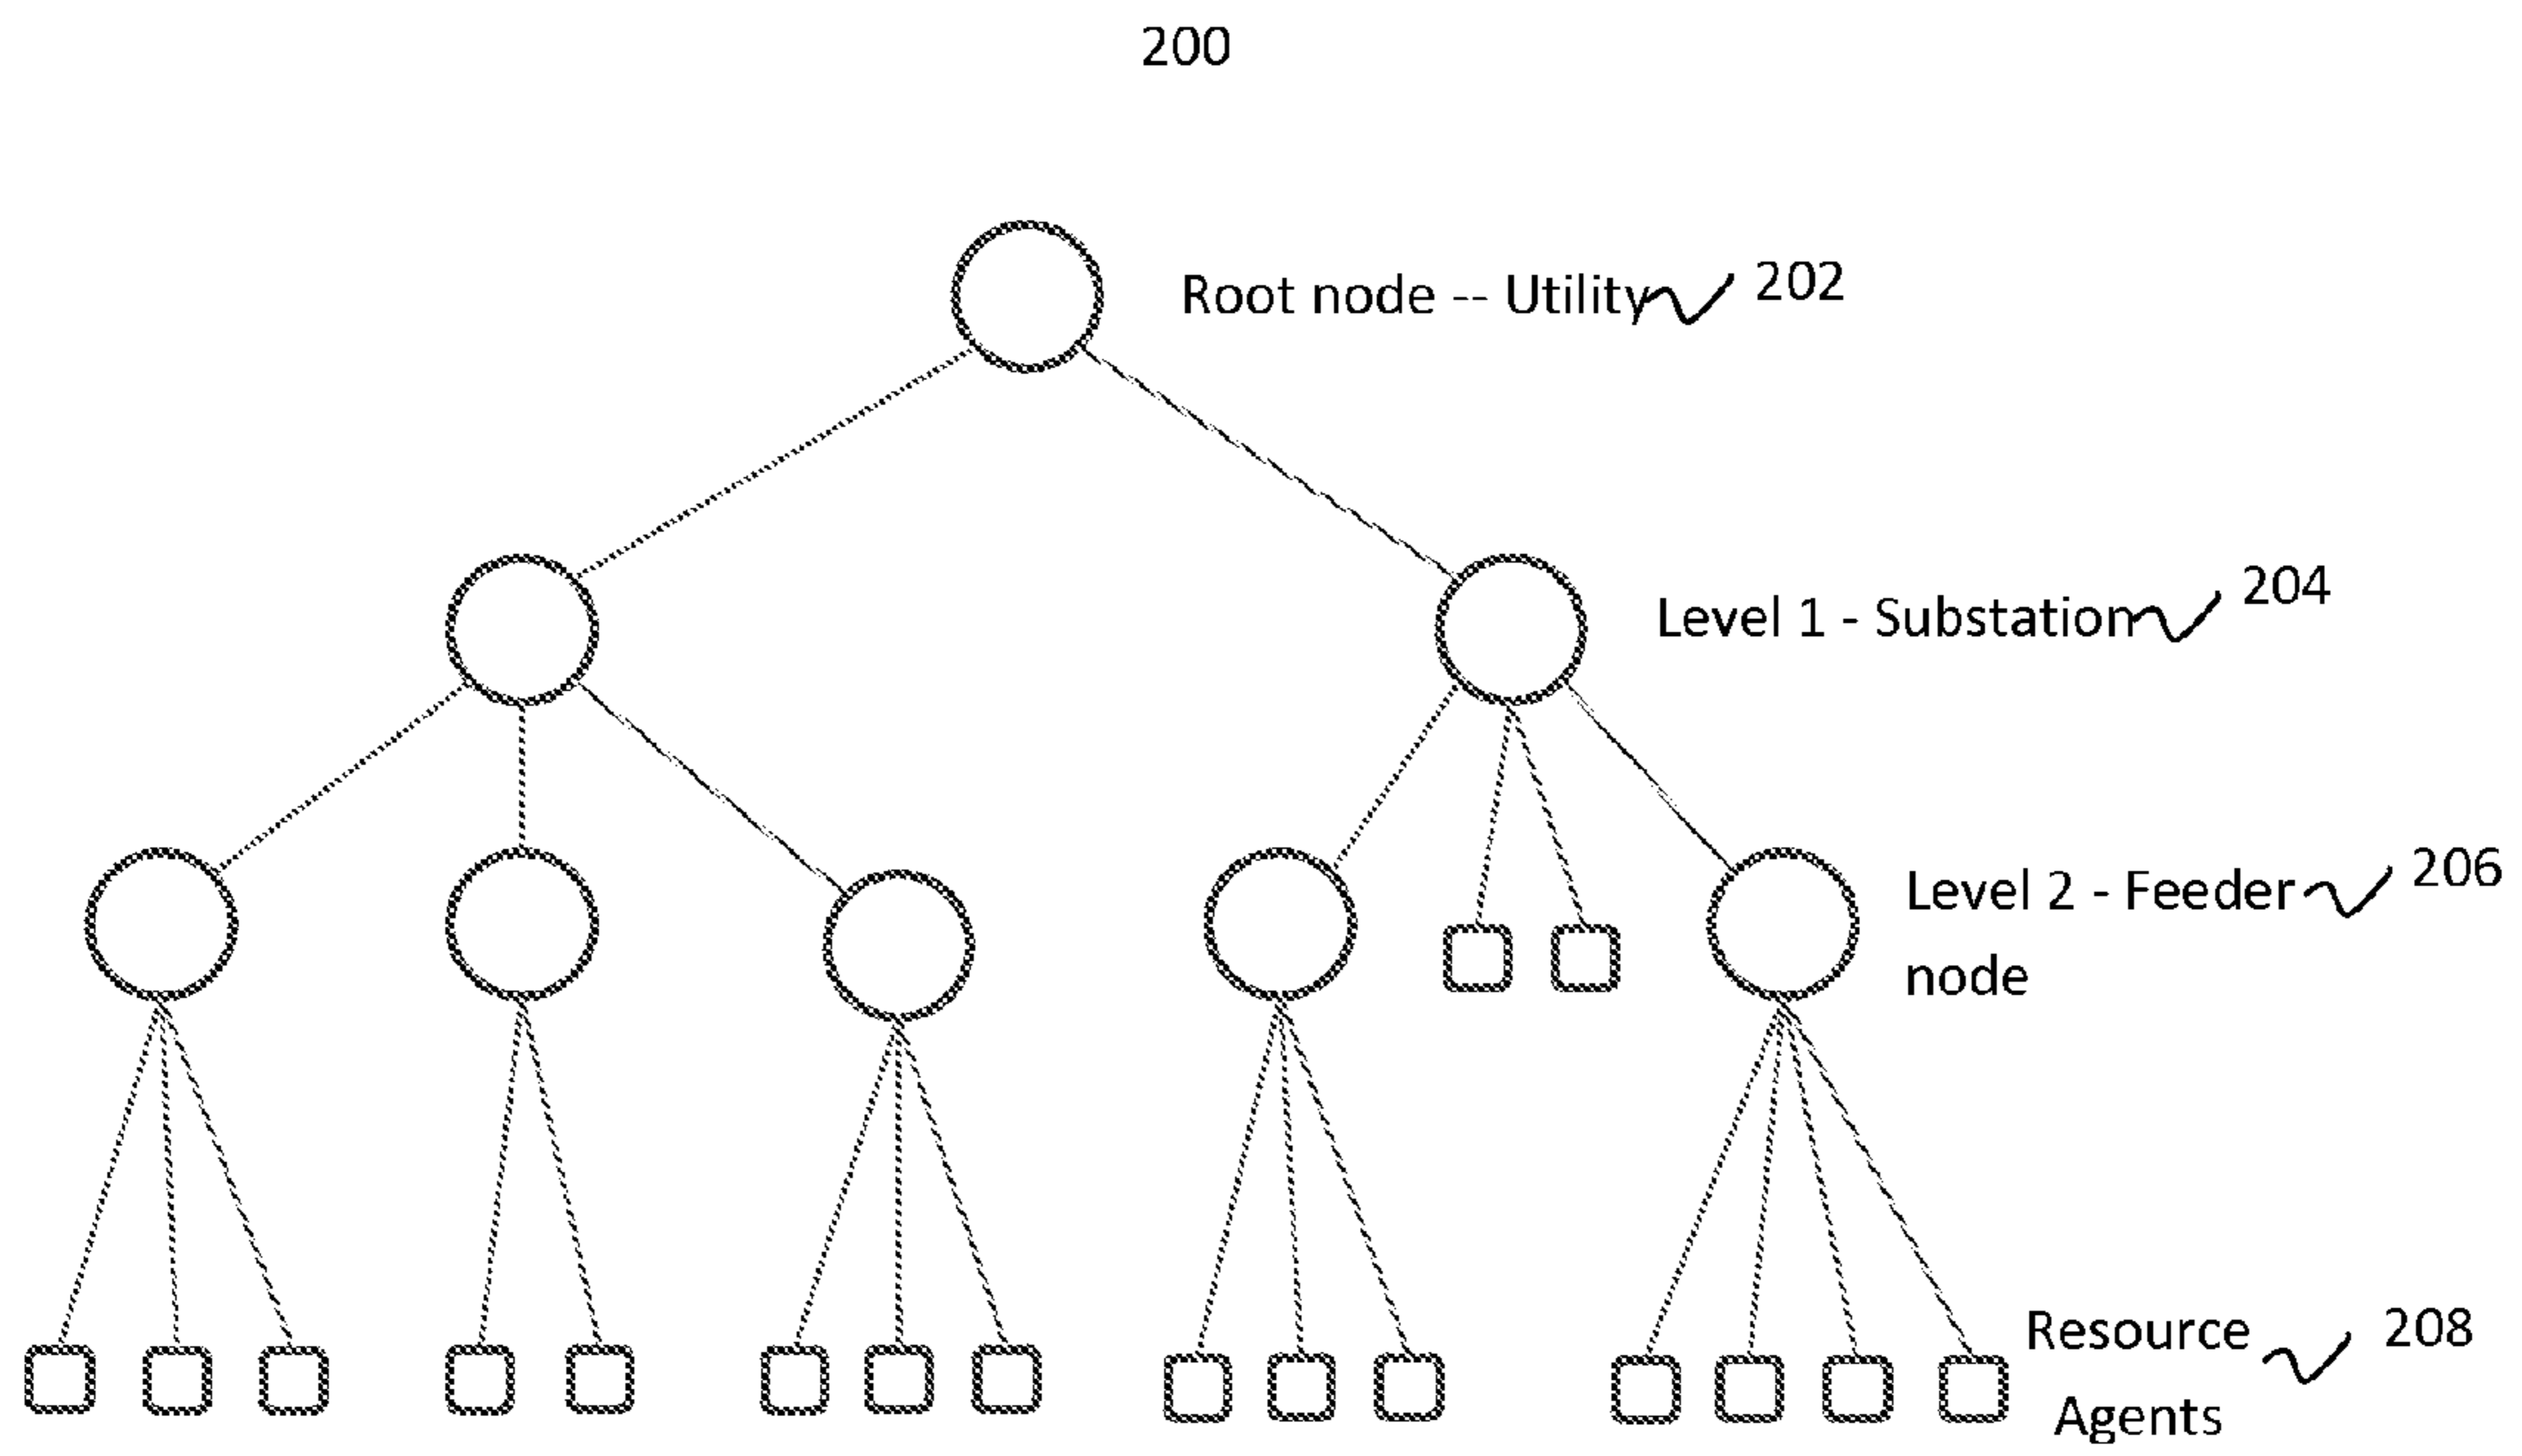 200
Root node -- Utility 202
Level 1 - Substation 204
Level 2 - Feeder 206
node
Resource 208
Agents